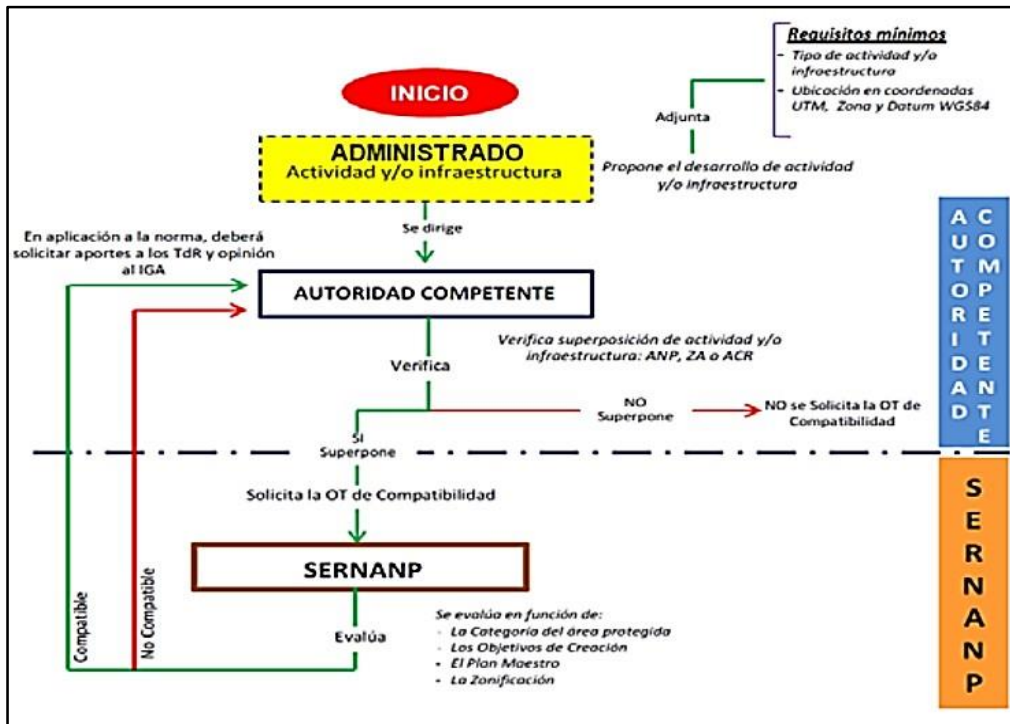 INICIO
Requisitos mínimos
- Tipo de actividad y/o
infraestructura
- Ubicación en coordenadas
UTM, Zona y Datum WGS84
Adjunta
ADMINISTRADO
Actividad y/o infraestructura
Propone el desarrollo de actividad
y/o infraestructura
Se dirige
En aplicación a la norma, deberá
solicitar aportes a los TdR y opinión
al IGA
AUTORIDAD COMPETENTE
Verifica superposición de actividad y/o
infraestructura: ANP, ZA o ACR
Verifica
NO
Superpone
NO se Solicita la OT de
Compatibilidad
SI
Superpone
AUTORIDAD
COMPETENTE
Solicita la OT de Compatibilidad
SERNANP
Evalúa
Se evalúa en función de:
- La Categoría del área protegida
- Los Objetivos de Creación
- El Plan Maestro
- La Zonificación
Compatible
No Compatible
SERNANP